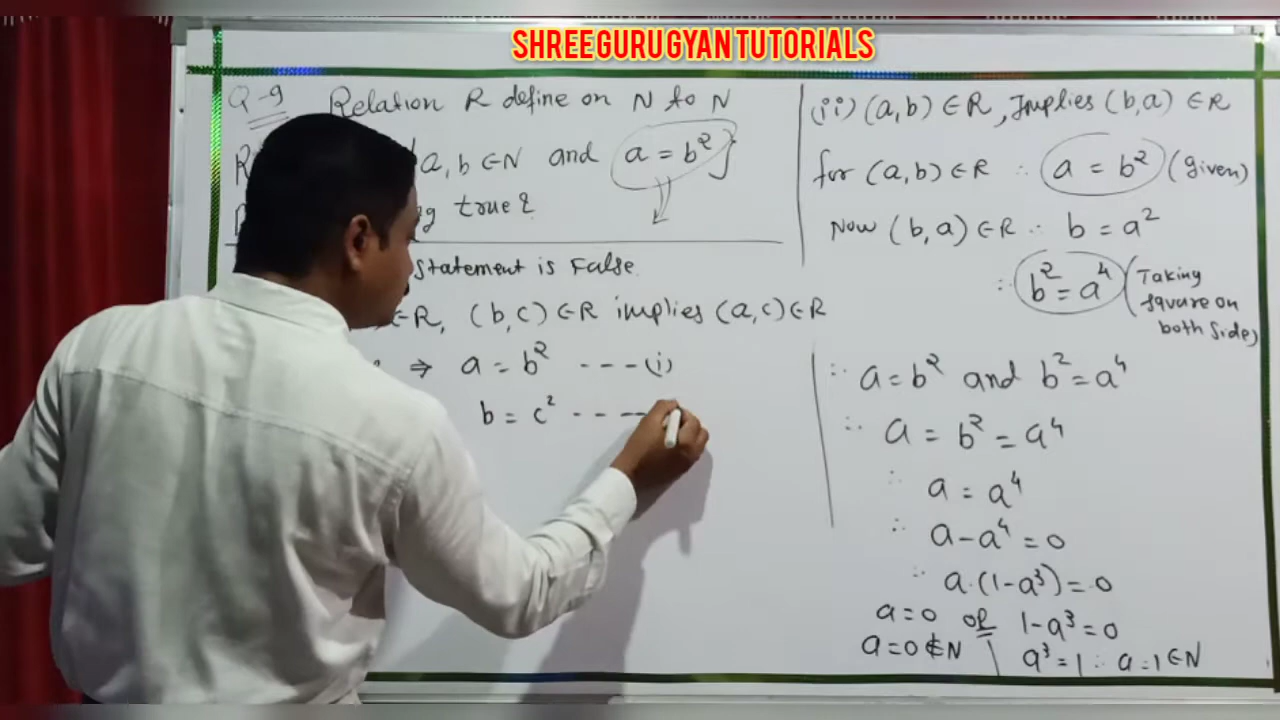 SHREE GURU GYAN TUTORIALS
Q-9 Relation R define on N to N
R a, b ∈ N and a = b² }
true?
Statement is False.
∈R, (b,c) ∈ R implies (a,c) ∈ R
⇒ a = b² ---(i)
b = c² ---
(ii) (a,b) ∈ R, Implies (b,a) ∈ R
for (a,b) ∈ R ∴ a = b² (given)
Now (b,a) ∈ R ∴ b = a²
∴ b² = a⁴ (Taking
square on
both side)
∴ a = b² and b² = a⁴
∴ a = b² = a⁴
∴ a = a⁴
∴ a - a⁴ = 0
∴ a.(1-a³) = 0
a = 0 OR 1-a³ = 0
a = 0 ∉ N a³ = 1 ∴ a = 1 ∈ N